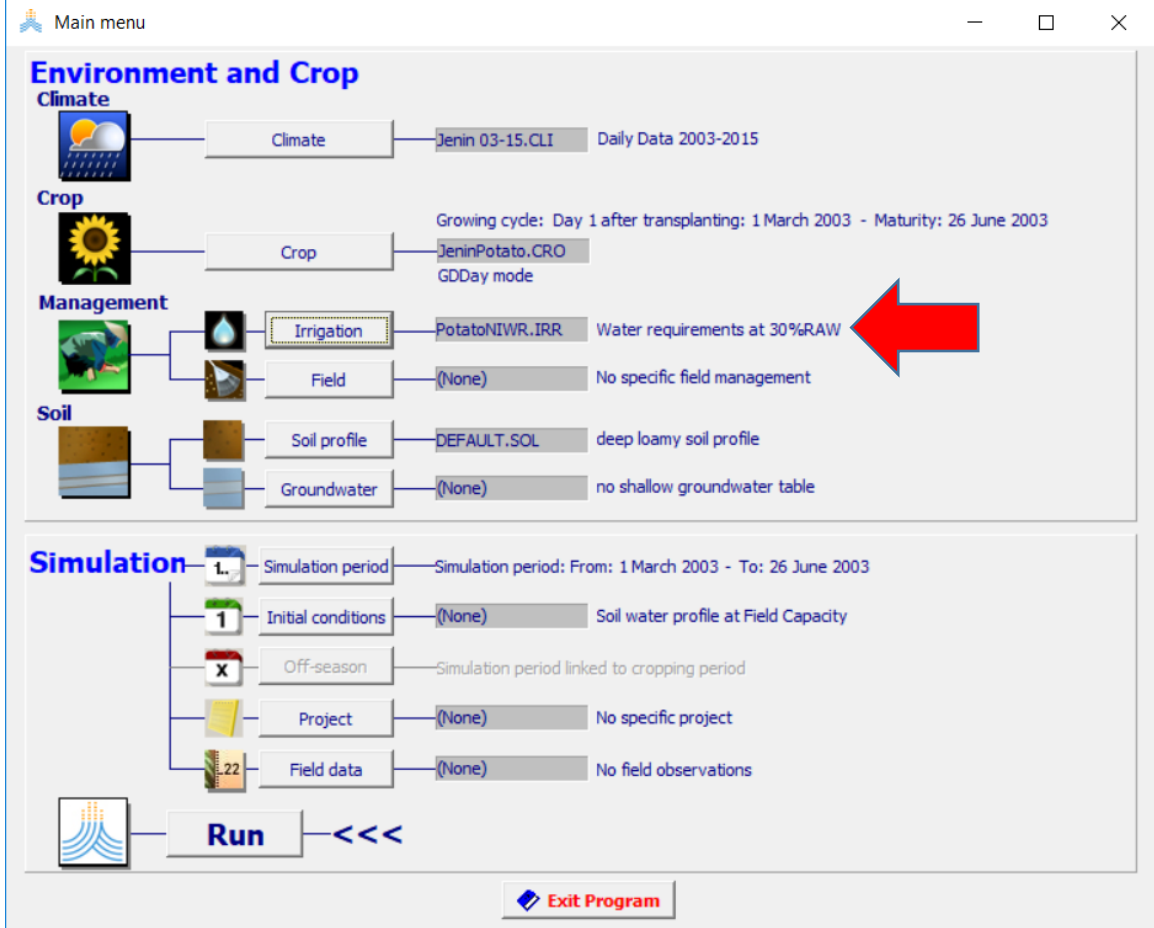 Main menu
Environment and Crop
Climate
Climate Jenin 03-15.CLI Daily Data 2003-2015
Crop
Growing cycle: Day 1 after transplanting: 1 March 2003 - Maturity: 26 June 2003
Crop JeninPotato.CRO
GDDay mode
Management
Irrigation PotatoNIWR.IRR Water requirements at 30%RAW
Field (None) No specific field management
Soil
Soil profile DEFAULT.SOL deep loamy soil profile
Groundwater (None) no shallow groundwater table
Simulation 1.. Simulation period Simulation period: From: 1 March 2003 - To: 26 June 2003
1 Initial conditions (None) Soil water profile at Field Capacity
X Off-season Simulation period linked to cropping period
Project (None) No specific project
.22 Field data (None) No field observations
Run <<<
Exit Program